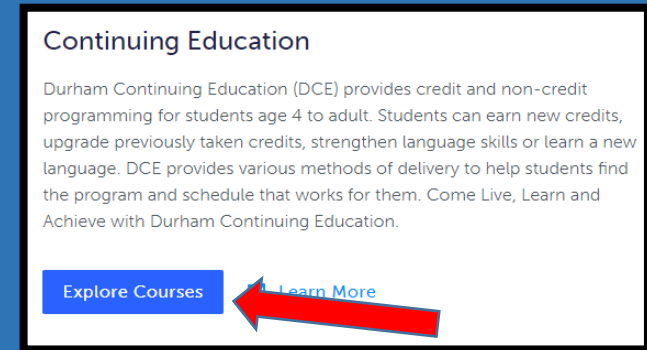 Continuing Education
Durham Continuing Education (DCE) provides credit and non-credit
programming for students age 4 to adult. Students can earn new credits,
upgrade previously taken credits, strengthen language skills or learn a new
language. DCE provides various methods of delivery to help students find
the program and schedule that works for them. Come Live, Learn and
Achieve with Durham Continuing Education.
Explore Courses Learn More